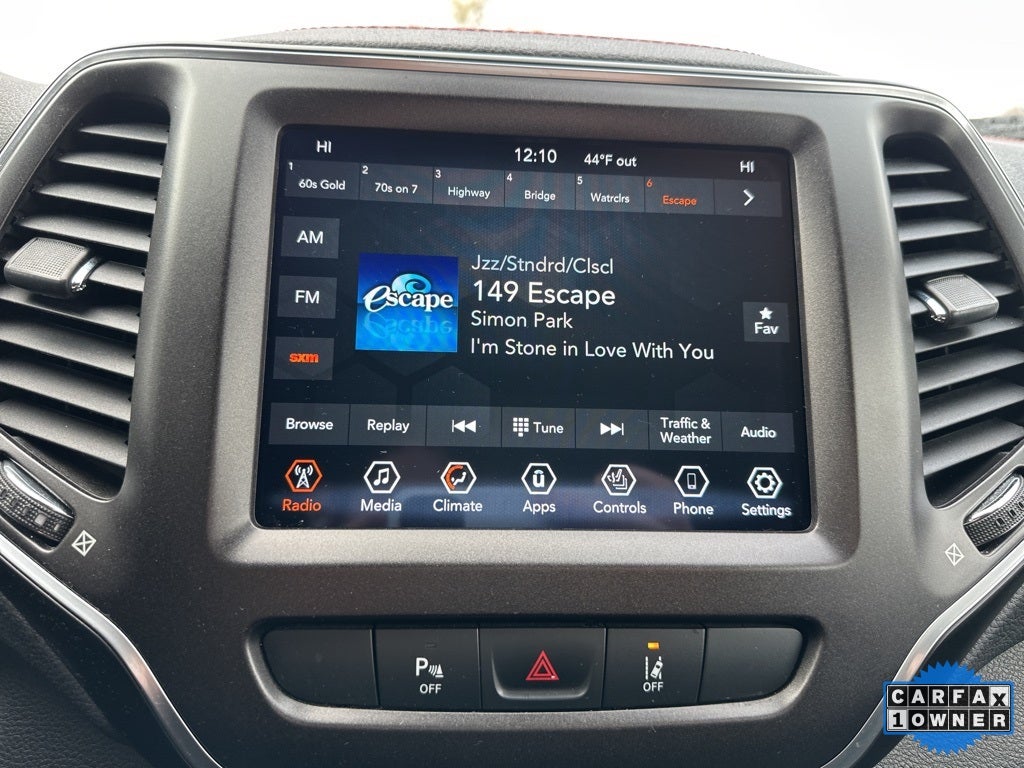 HI 12:10 44°F out HI
1 60s Gold 2 70s on 7 3 Highway 4 Bridge 5 Watrclrs 6 Escape
AM
Jzz/Stndrd/Clscl
escape
149 Escape
FM
Simon Park
Fav
I'm Stone in Love With You
sxm
Browse Replay Tune Traffic & Weather Audio
Radio Media Climate Apps Controls Phone Settings
P OFF
OFF
CARFAX
1 OWNER